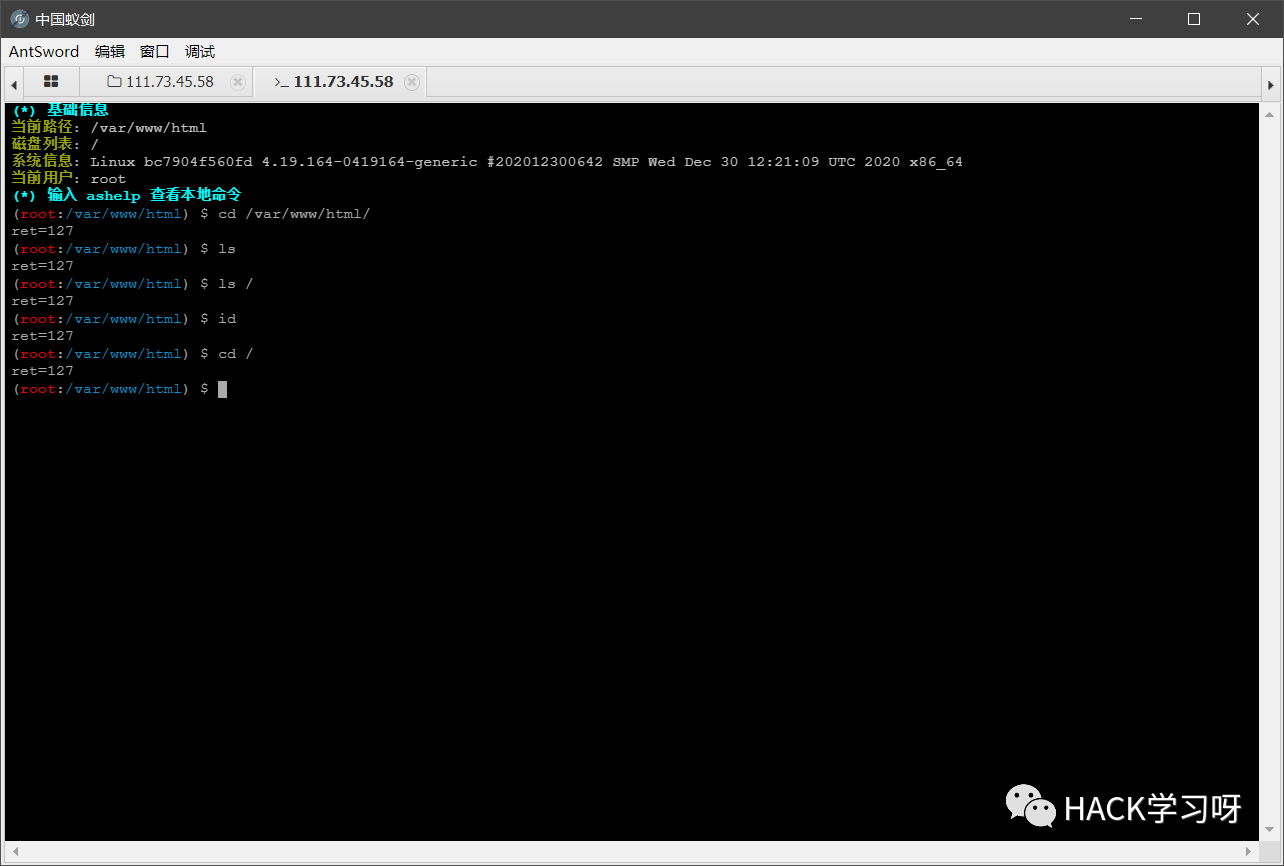 中国蚁剑
AntSword 编辑 窗口 调试
111.73.45.58 >_ 111.73.45.58
(*) 基础信息
当前路径: /var/www/html
磁盘列表: /
系统信息: Linux bc7904f560fd 4.19.164-0419164-generic #202012300642 SMP Wed Dec 30 12:21:09 UTC 2020 x86_64
当前用户: root
(*) 输入 ashelp 查看本地命令
(root:/var/www/html) $ cd /var/www/html/
ret=127
(root:/var/www/html) $ ls
ret=127
(root:/var/www/html) $ ls /
ret=127
(root:/var/www/html) $ id
ret=127
(root:/var/www/html) $ cd /
ret=127
(root:/var/www/html) $
HACK学习呀